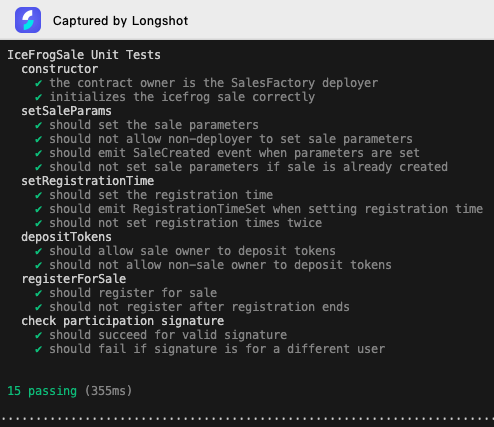 Captured by Longshot
IceFrogSale Unit Tests
constructor
✔ the contract owner is the SalesFactory deployer
✔ initializes the icefrog sale correctly
setSaleParams
✔ should set the sale parameters
✔ should not allow non-deployer to set sale parameters
✔ should emit SaleCreated event when parameters are set
✔ should not set sale parameters if sale is already created
setRegistrationTime
✔ should set the registration time
✔ should emit RegistrationTimeSet when setting registration time
✔ should not set registration times twice
depositTokens
✔ should allow sale owner to deposit tokens
✔ should not allow non-sale owner to deposit tokens
registerForSale
✔ should register for sale
✔ should not register after registration ends
check participation signature
✔ should succeed for valid signature
✔ should fail if signature is for a different user
15 passing (355ms)